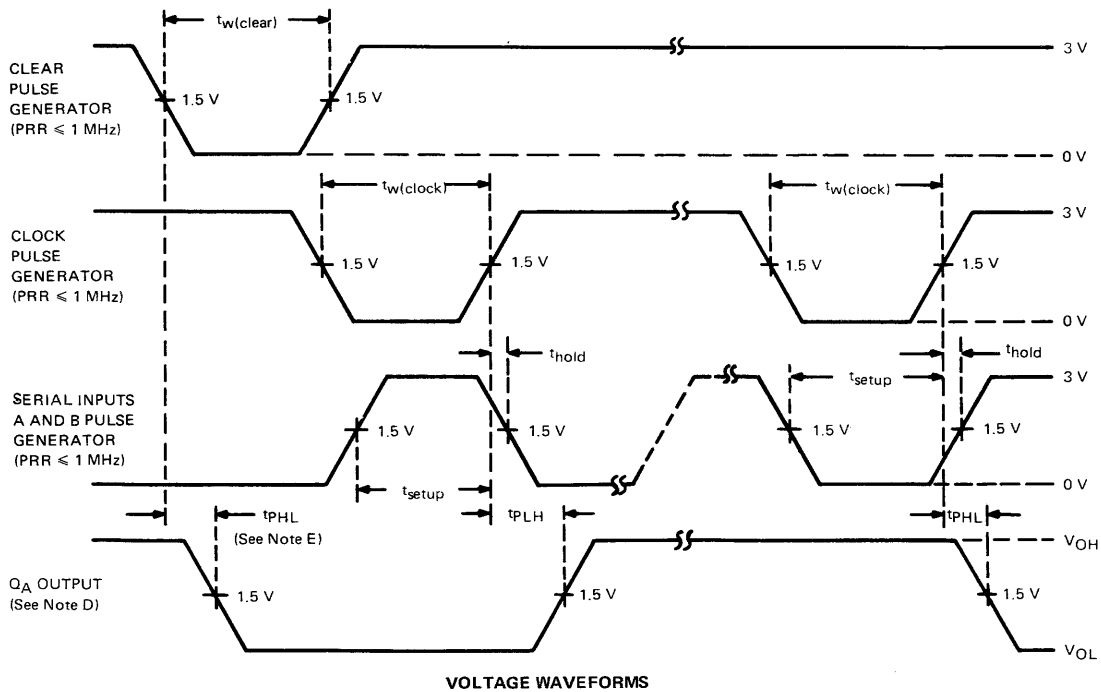 tw(clear)
3 V
CLEAR
PULSE
GENERATOR
(PRR ⩽ 1 MHz)
1.5 V
1.5 V
0 V
tw(clock)
tw(clock)
3 V
CLOCK
PULSE
GENERATOR
(PRR ⩽ 1 MHz)
1.5 V
1.5 V
1.5 V
1.5 V
0 V
thold
thold
tsetup
3 V
SERIAL INPUTS
A AND B PULSE
GENERATOR
(PRR ⩽ 1 MHz)
1.5 V
1.5 V
1.5 V
1.5 V
tsetup
0 V
tPHL
(See Note E)
tPLH
tPHL
VOH
QA OUTPUT
(See Note D)
1.5 V
1.5 V
1.5 V
VOL
VOLTAGE WAVEFORMS